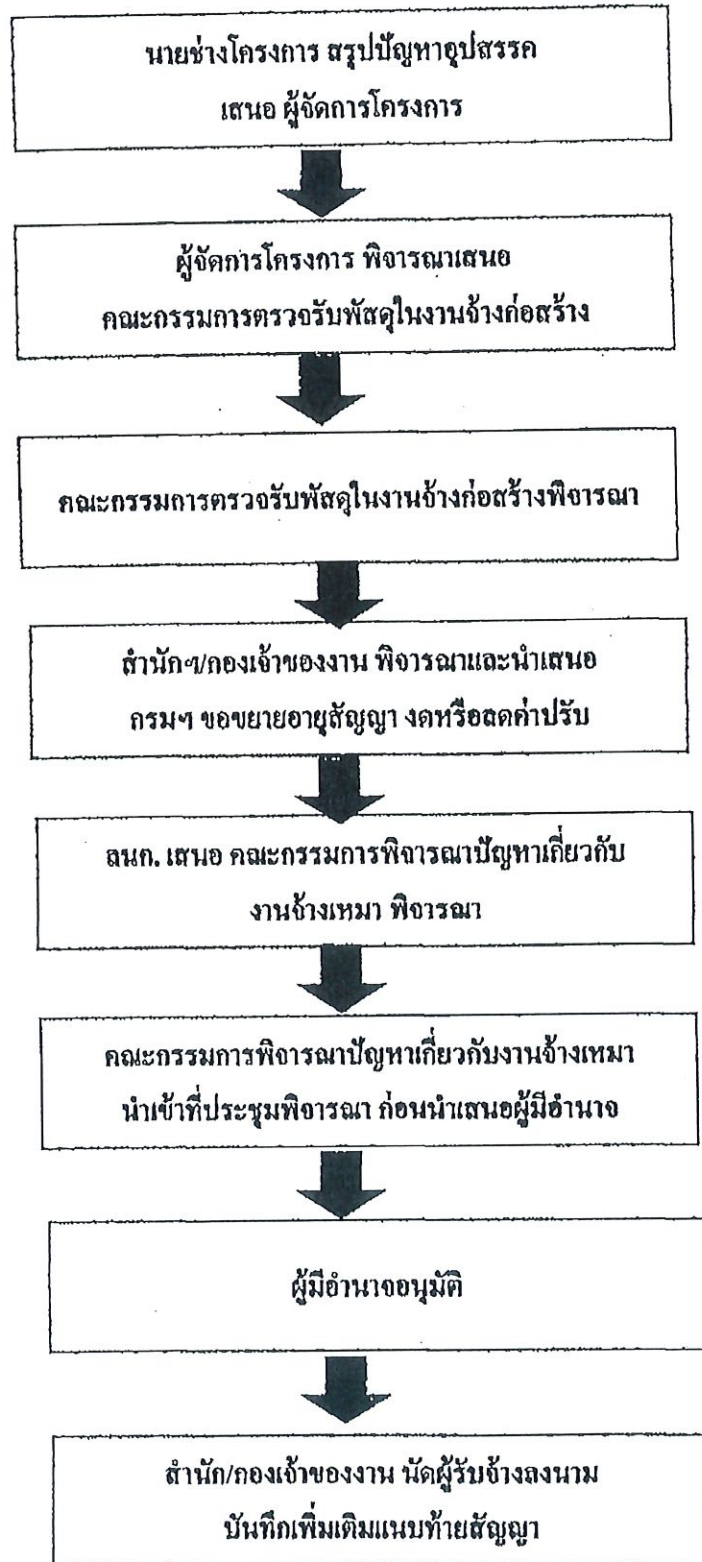 นายช่างโครงการ สรุปปัญหาอุปสรรค
เสนอ ผู้จัดการโครงการ
ผู้จัดการโครงการ พิจารณาเสนอ
คณะกรรมการตรวจรับพัสดุในงานจ้างก่อสร้าง
คณะกรรมการตรวจรับพัสดุในงานจ้างก่อสร้างพิจารณา
สำนักฯ/กองเจ้าของงาน พิจารณาและนำเสนอ
กรมฯ ขอขยายอายุสัญญา งดหรือลดค่าปรับ
ลนก. เสนอ คณะกรรมการพิจารณาปัญหาเกี่ยวกับ
งานจ้างเหมา พิจารณา
คณะกรรมการพิจารณาปัญหาเกี่ยวกับงานจ้างเหมา
นำเข้าที่ประชุมพิจารณา ก่อนนำเสนอผู้มีอำนาจ
ผู้มีอำนาจอนุมัติ
สำนัก/กองเจ้าของงาน นัดผู้รับจ้างลงนาม
บันทึกเพิ่มเติมแนบท้ายสัญญา